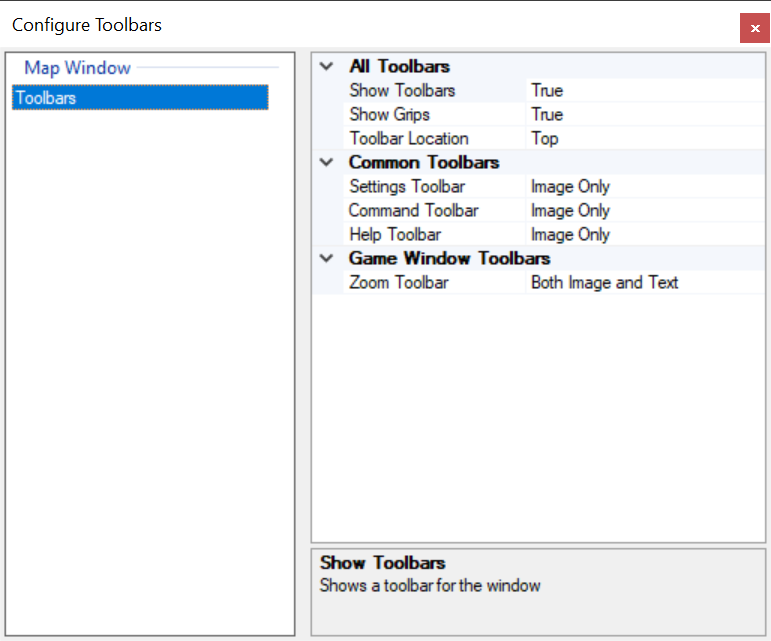 Configure Toolbars
Map Window
Toolbars
All Toolbars
Show Toolbars True
Show Grips True
Toolbar Location Top
Common Toolbars
Settings Toolbar Image Only
Command Toolbar Image Only
Help Toolbar Image Only
Game Window Toolbars
Zoom Toolbar Both Image and Text
Show Toolbars
Shows a toolbar for the window